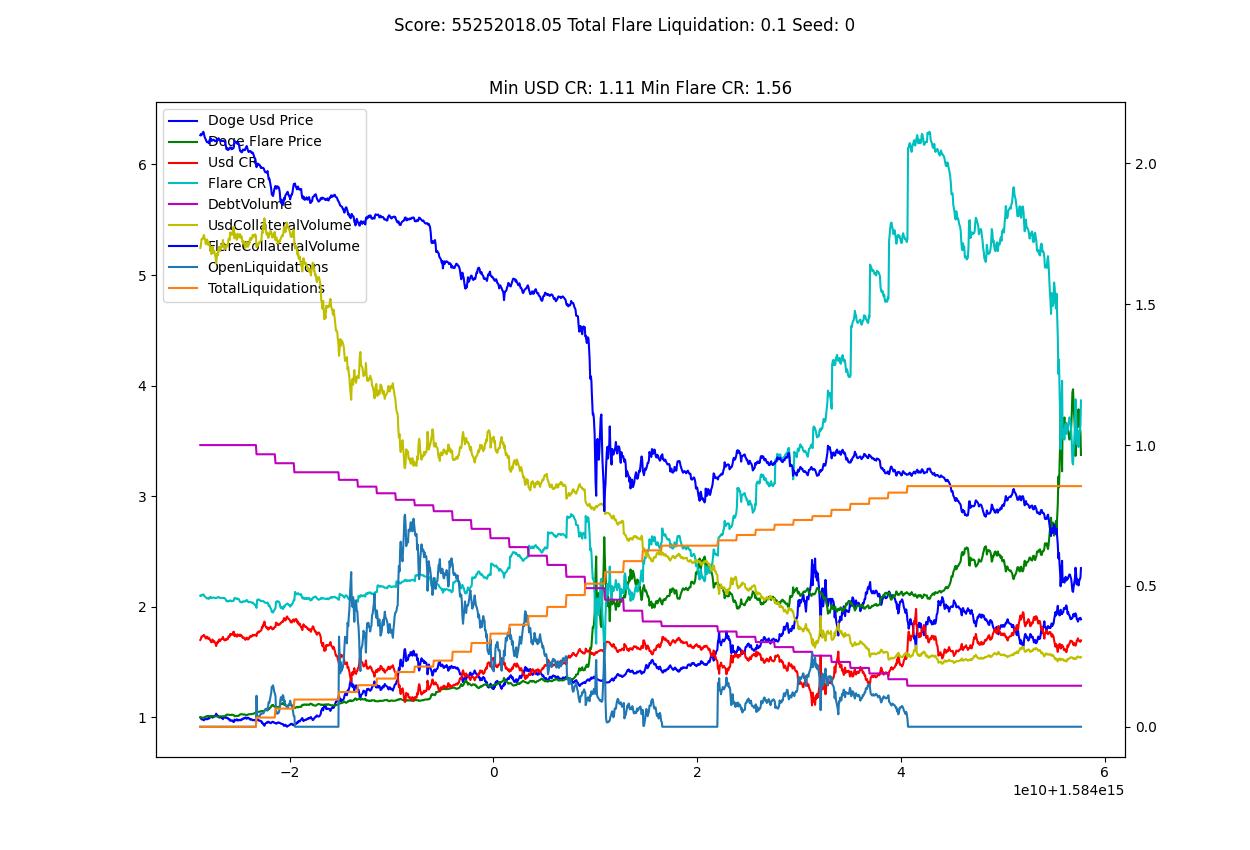 Score: 55252018.05 Total Flare Liquidation: 0.1 Seed: 0
Min USD CR: 1.11 Min Flare CR: 1.56
Doge Usd Price
Doge Flare Price
Usd CR
Flare CR
DebtVolume
UsdCollateralVolume
FlareCollateralVolume
OpenLiquidations
TotalLiquidations
6
5
4
3
2
1
2.0
1.5
1.0
0.5
0.0
−2
0
2
4
6
1e10+1.584e15